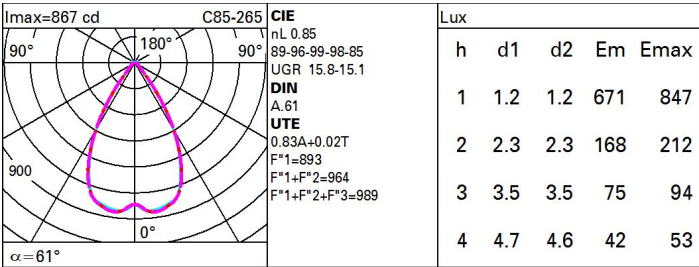 Imax=867 cd C85-265
90° 180° 90°
900
0°
α=61°
CIE
nL 0.85
89-96-99-98-85
UGR 15.8-15.1
DIN
A.61
UTE
0.83A+0.02T
F"1=893
F"1+F"2=964
F"1+F"2+F"3=989
Lux
h d1 d2 Em Emax
1 1.2 1.2 671 847
2 2.3 2.3 168 212
3 3.5 3.5 75 94
4 4.7 4.6 42 53